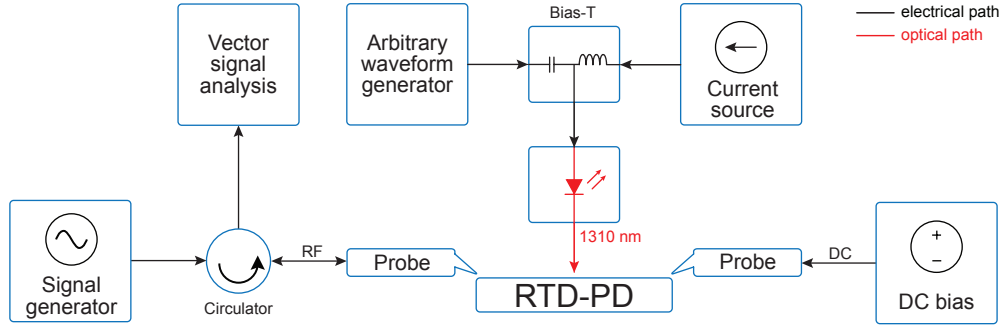 Vector
signal
analysis
Arbitrary
waveform
generator
Bias-T
Current
source
electrical path
optical path
1310 nm
Signal
generator
Circulator
RF
Probe
RTD-PD
Probe
DC
+
−
DC bias